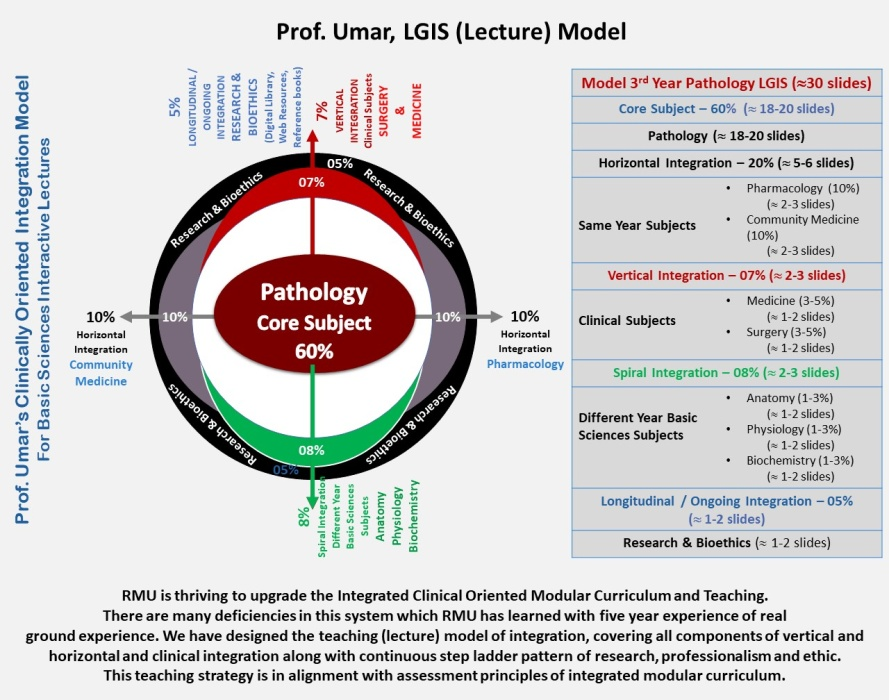 Prof. Umar, LGIS (Lecture) Model
Prof. Umar's Clinically Oriented Integration Model
For Basic Sciences Interactive Lectures
5%
LONGITUDINAL /
ONGOING
INTEGRATION
RESEARCH &
BIOETHICS
(Digital Library,
Web Resources,
Reference books)
7%
VERTICAL
INTEGRATION
Clinical Subjects
SURGERY
&
MEDICINE
05%
07%
Research & Bioethics
Research & Bioethics
Pathology
Core Subject
60%
10%
10%
10%
Horizontal
Integration
Community
Medicine
10%
Horizontal
Integration
Pharmacology
Research & Bioethics
Research & Bioethics
08%
05%
8%
Spiral Integration
Different Year
Basic Sciences
Subjects
Anatomy
Physiology
Biochemistry
Model 3rd Year Pathology LGIS (≈30 slides)
Core Subject – 60% (≈ 18-20 slides)
Pathology (≈ 18-20 slides)
Horizontal Integration – 20% (≈ 5-6 slides)
Same Year Subjects
• Pharmacology (10%)
(≈ 2-3 slides)
• Community Medicine
(10%)
(≈ 2-3 slides)
Vertical Integration – 07% (≈ 2-3 slides)
Clinical Subjects
• Medicine (3-5%)
(≈ 1-2 slides)
• Surgery (3-5%)
(≈ 1-2 slides)
Spiral Integration – 08% (≈ 2-3 slides)
Different Year Basic
Sciences Subjects
• Anatomy (1-3%)
(≈ 1-2 slides)
• Physiology (1-3%)
(≈ 1-2 slides)
• Biochemistry (1-3%)
(≈ 1-2 slides)
Longitudinal / Ongoing Integration – 05%
(≈ 1-2 slides)
Research & Bioethics (≈ 1-2 slides)
RMU is thriving to upgrade the Integrated Clinical Oriented Modular Curriculum and Teaching.
There are many deficiencies in this system which RMU has learned with five year experience of real
ground experience. We have designed the teaching (lecture) model of integration, covering all components of vertical and
horizontal and clinical integration along with continuous step ladder pattern of research, professionalism and ethic.
This teaching strategy is in alignment with assessment principles of integrated modular curriculum.